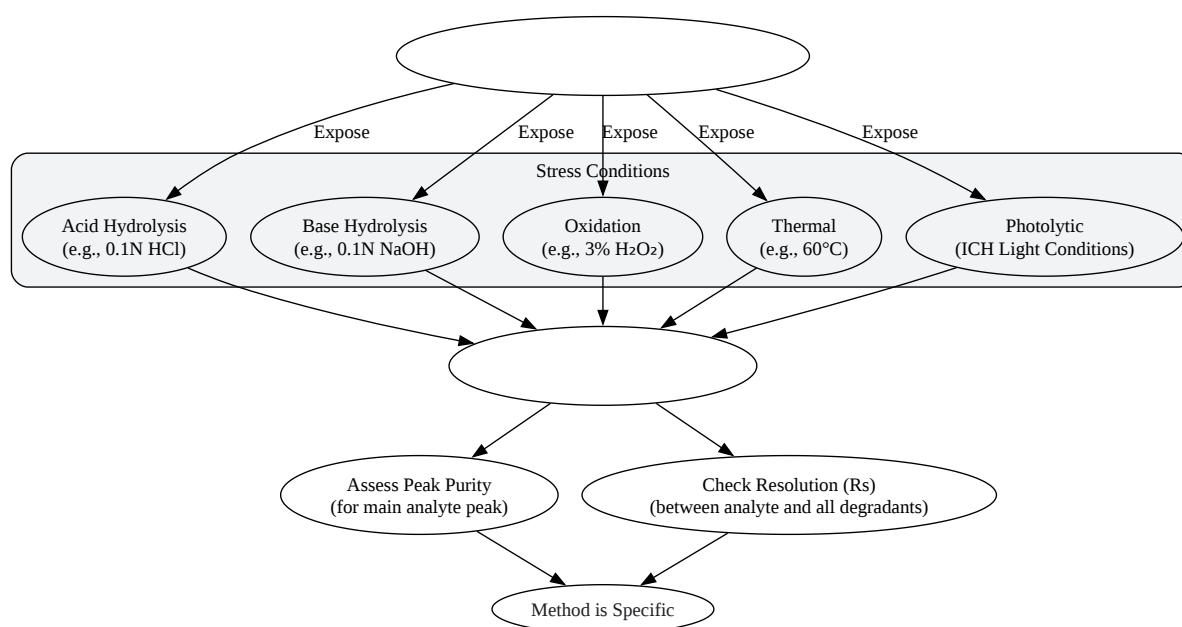 Expose
Expose
Expose
Expose
Expose
Stress Conditions
Acid Hydrolysis
(e.g., 0.1N HCl)
Base Hydrolysis
(e.g., 0.1N NaOH)
Oxidation
(e.g., 3% H₂O₂)
Thermal
(e.g., 60°C)
Photolytic
(ICH Light Conditions)
Assess Peak Purity
(for main analyte peak)
Check Resolution (Rs)
(between analyte and all degradants)
Method is Specific